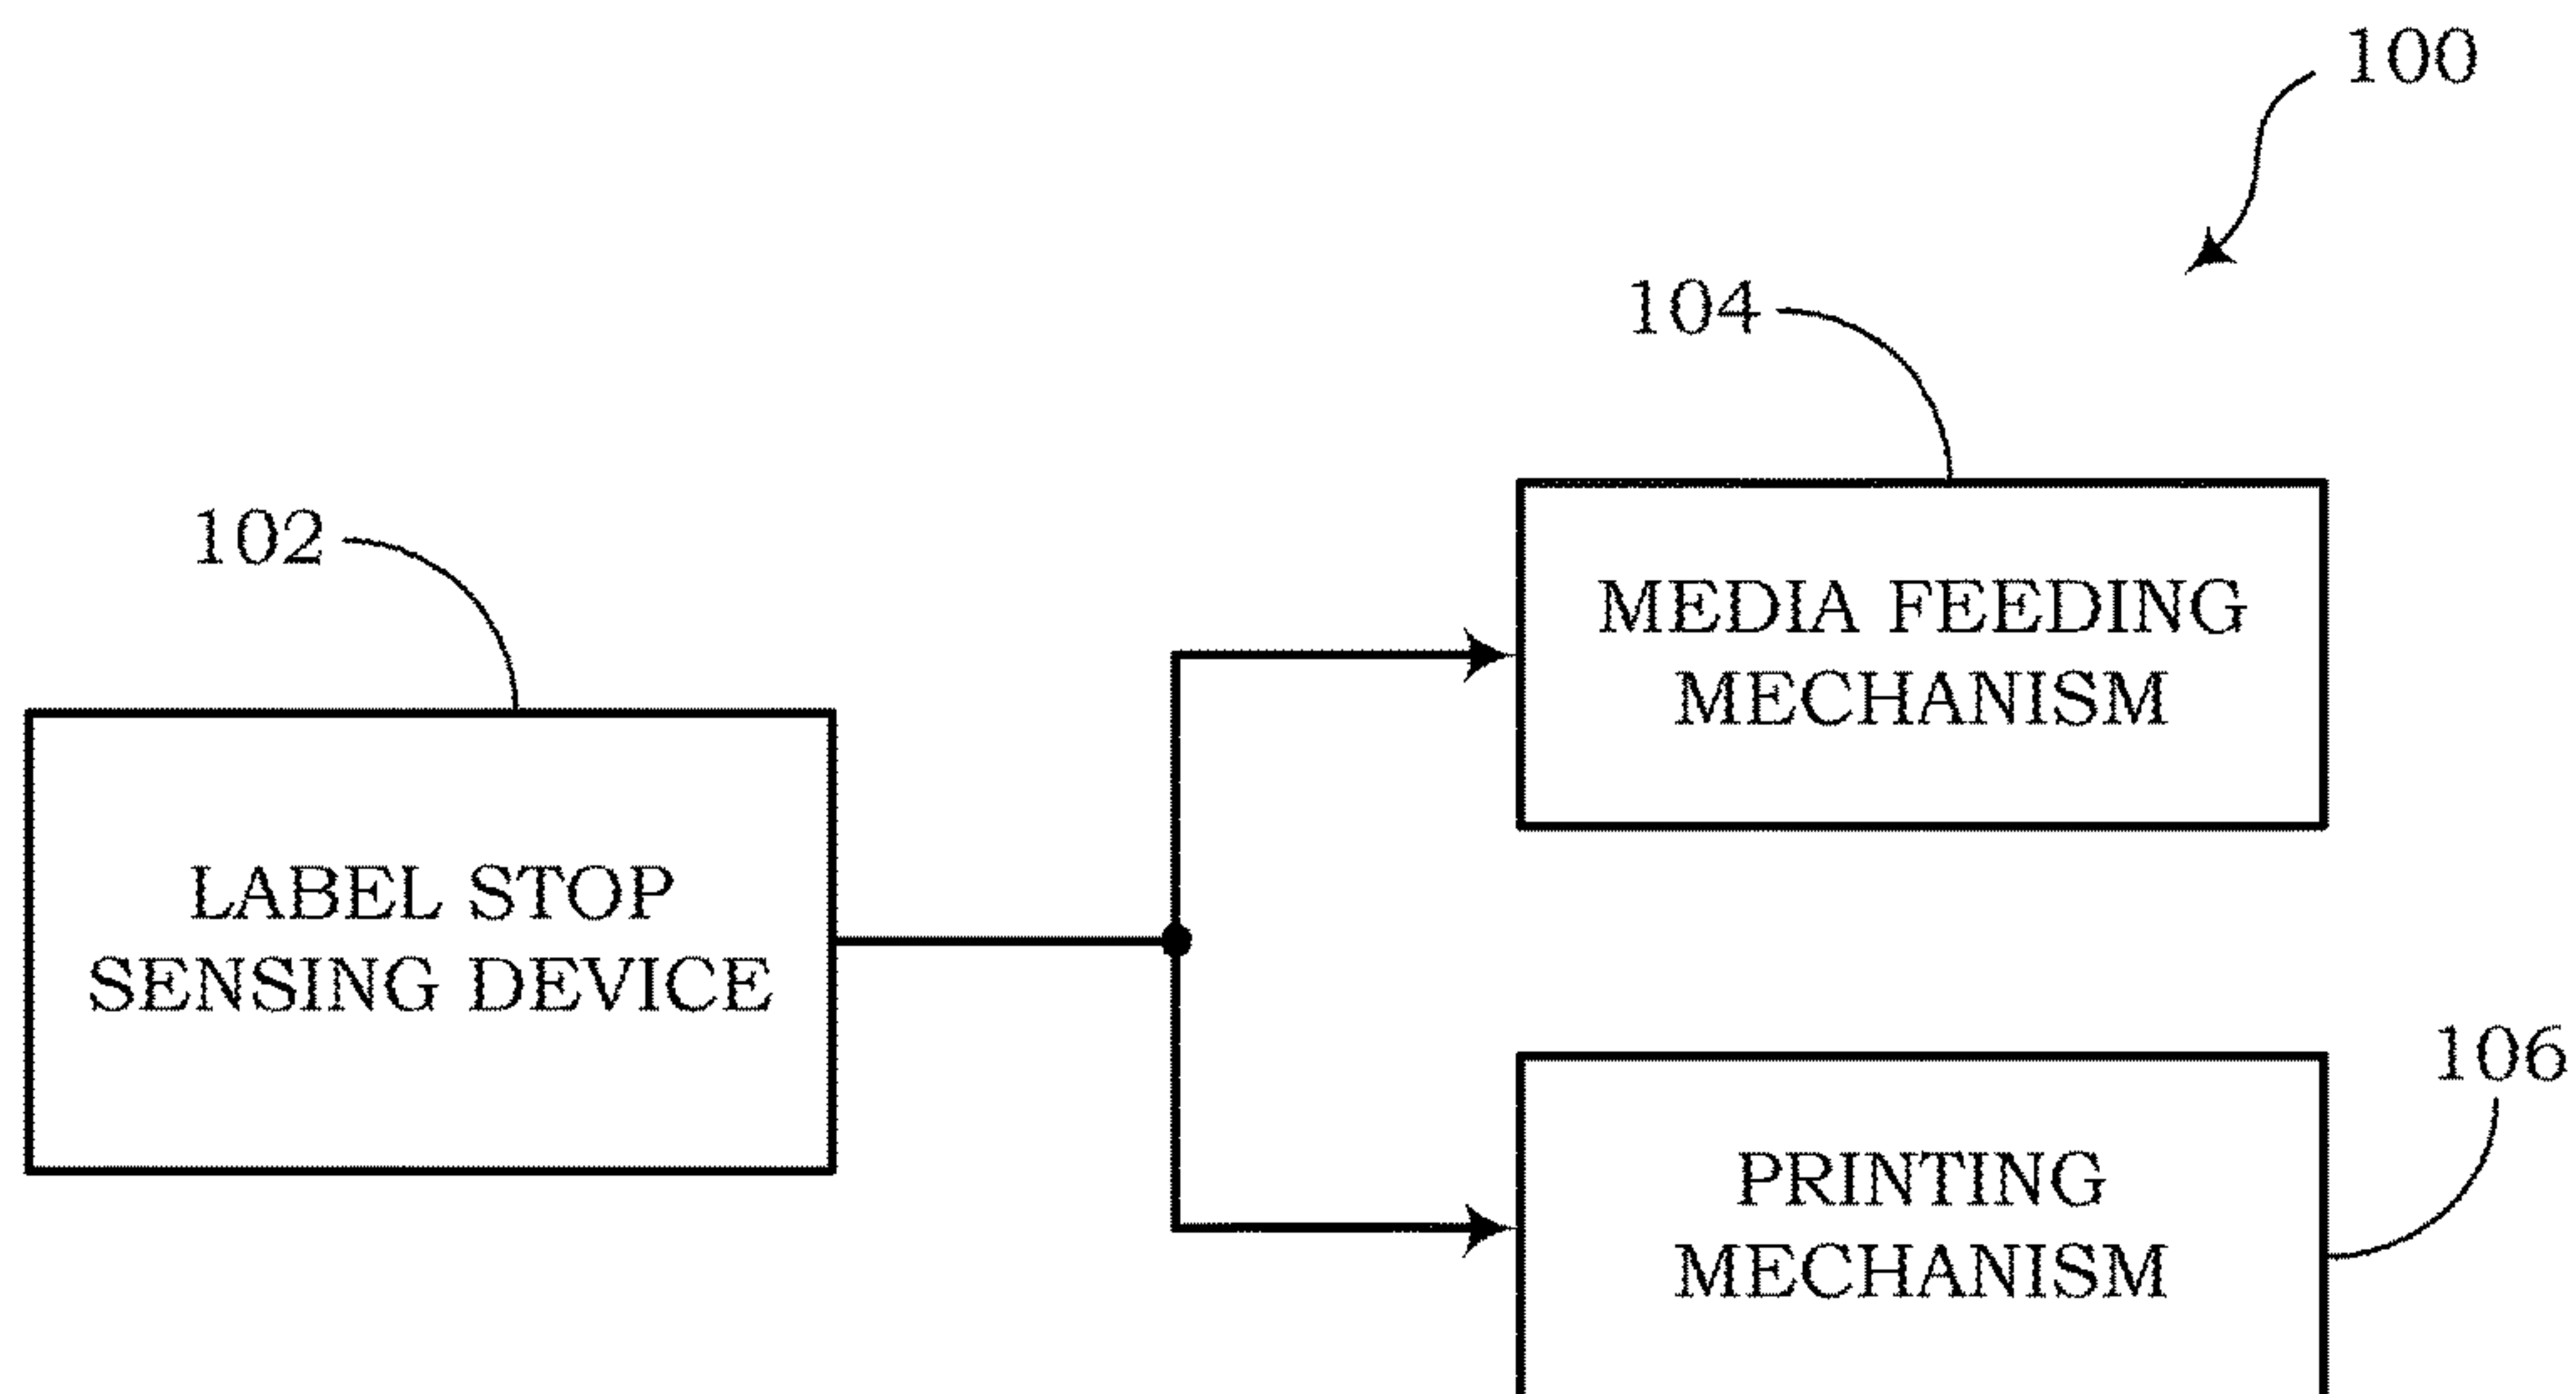 100
104
102
MEDIA FEEDING
MECHANISM
LABEL STOP
SENSING DEVICE
106
PRINTING
MECHANISM